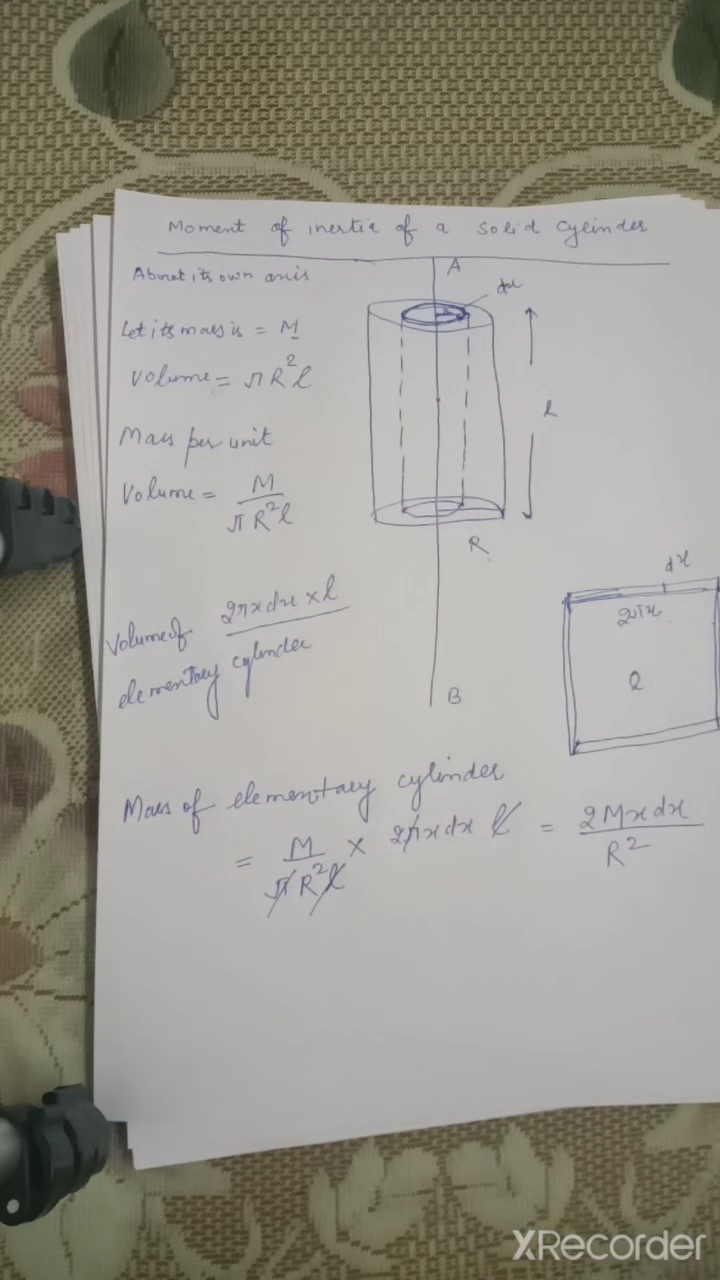 Moment of inertia of a solid cylinder
About its own axis
A
dx
Let its mass is = M
Volume = πR²l
l
Mass per unit
Volume = M / πR²l
R
dx
2πx
l
Volume of 2πxdx × l
elementary cylinder
B
Mass of elementary cylinder
= M / πR²l × 2πxdx l = 2Mxdx / R²
XRecorder